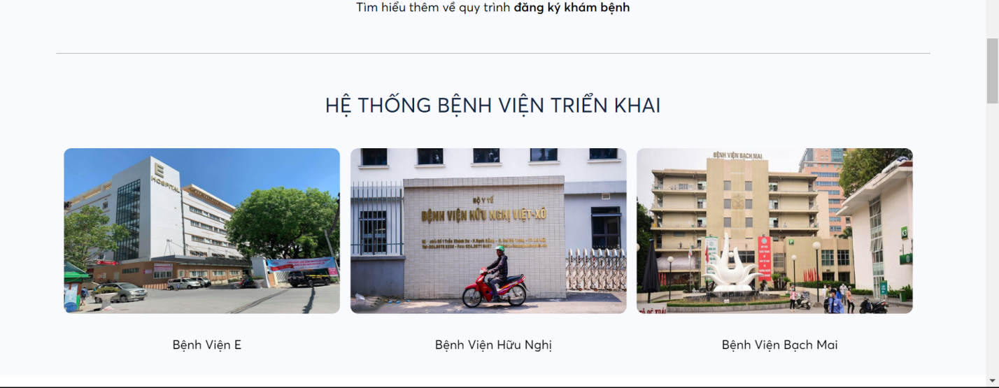 Tìm hiểu thêm về quy trình đăng ký khám bệnh
HỆ THỐNG BỆNH VIỆN TRIỂN KHAI
E
HOSPITAL
BỘ Y TẾ
BỆNH VIỆN HỮU NGHỊ VIỆT-XÔ
BỆNH VIỆN BẠCH MAI
Bệnh Viện E
Bệnh Viện Hữu Nghị
Bệnh Viện Bạch Mai